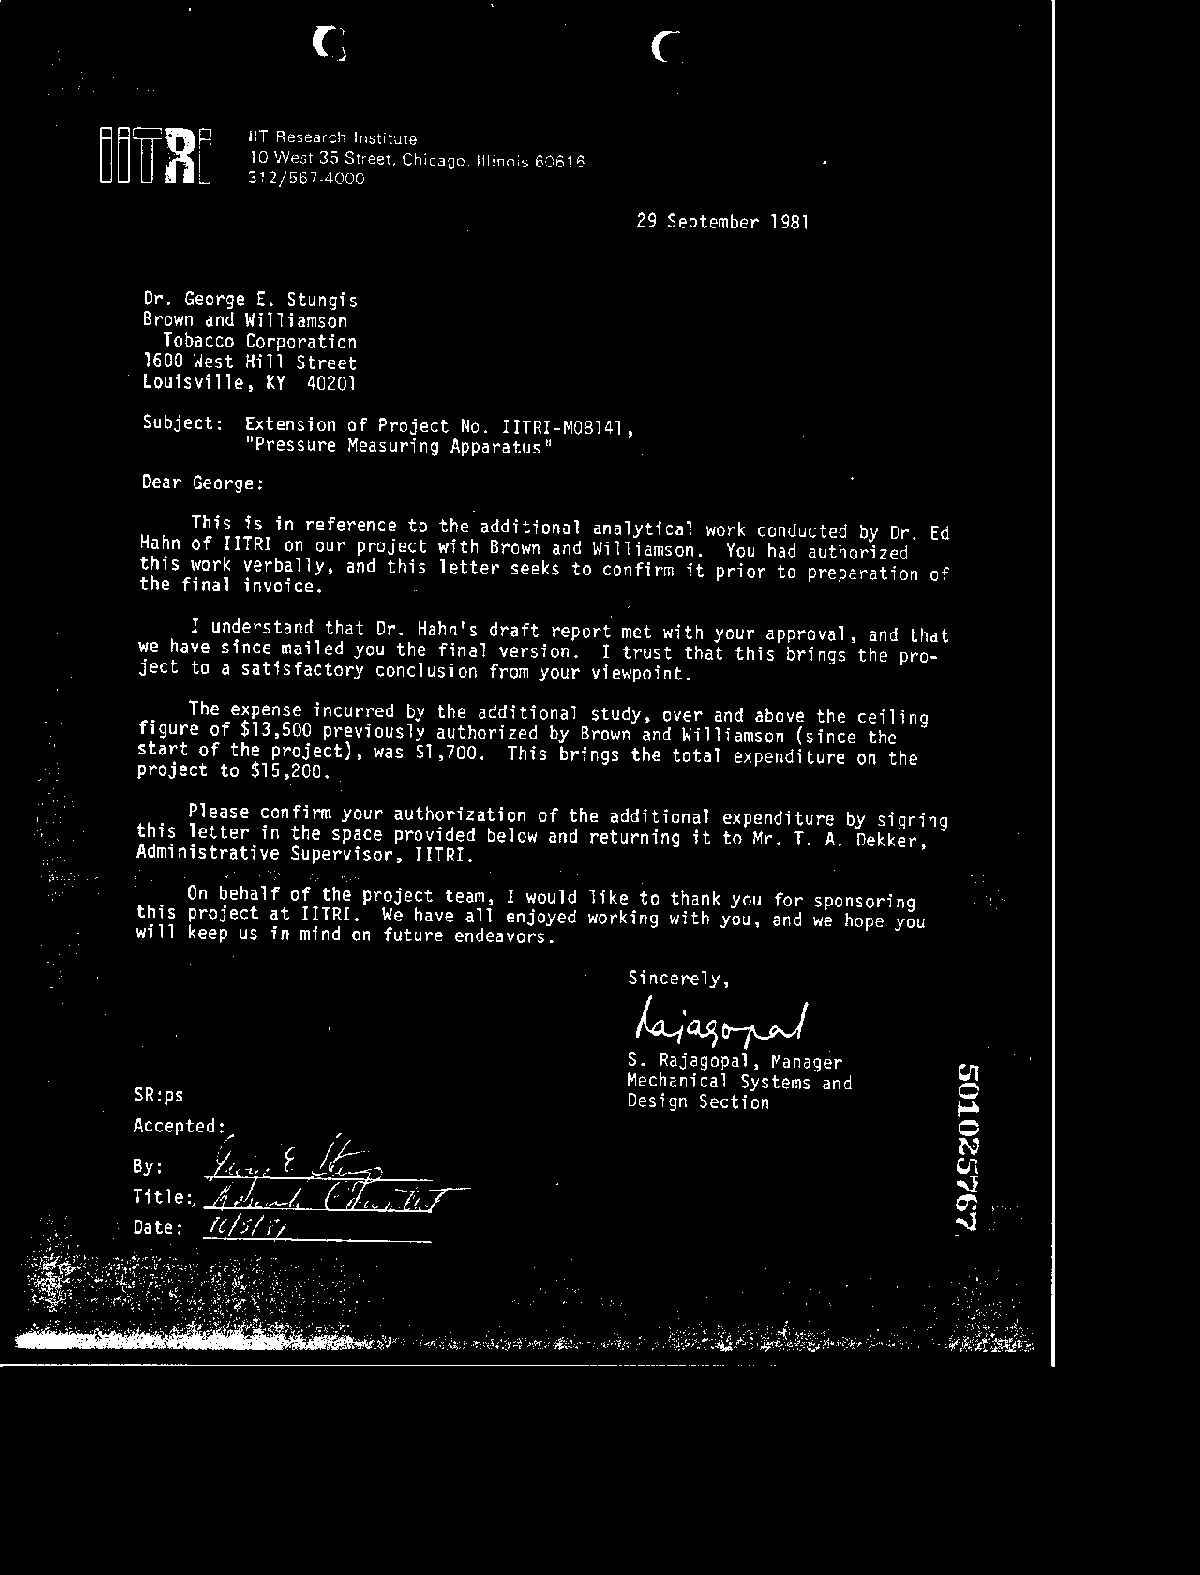 IITRI
IIT Research Institute
10 West 35 Street, Chicago, Illinois 60616
312/567-4000
29 September 1981
Dr. George E. Stungis
Brown and Williamson
Tobacco Corporation
1600 West Hill Street
Louisville, KY 40201
Subject: Extension of Project No. IITRI-M08141,
"Pressure Measuring Apparatus"
Dear George:
This is in reference to the additional analytical work conducted by Dr. Ed
Hahn of IITRI on our project with Brown and Williamson. You had authorized
this work verbally, and this letter seeks to confirm it prior to preparation of
the final invoice.
I understand that Dr. Hahn's draft report met with your approval, and that
we have since mailed you the final version. I trust that this brings the pro-
ject to a satisfactory conclusion from your viewpoint.
The expense incurred by the additional study, over and above the ceiling
figure of $13,500 previously authorized by Brown and Williamson (since the
start of the project), was $1,700. This brings the total expenditure on the
project to $15,200.
Please confirm your authorization of the additional expenditure by signing
this letter in the space provided below and returning it to Mr. T. A. Dekker,
Administrative Supervisor, IITRI.
On behalf of the project team, I would like to thank you for sponsoring
this project at IITRI. We have all enjoyed working with you, and we hope you
will keep us in mind on future endeavors.
Sincerely,
Rajagopal
S. Rajagopal, Manager
Mechanical Systems and
Design Section
SR:ps
Accepted:
By: George E. Stungis
Title:
Date: 10/5/81
501025767